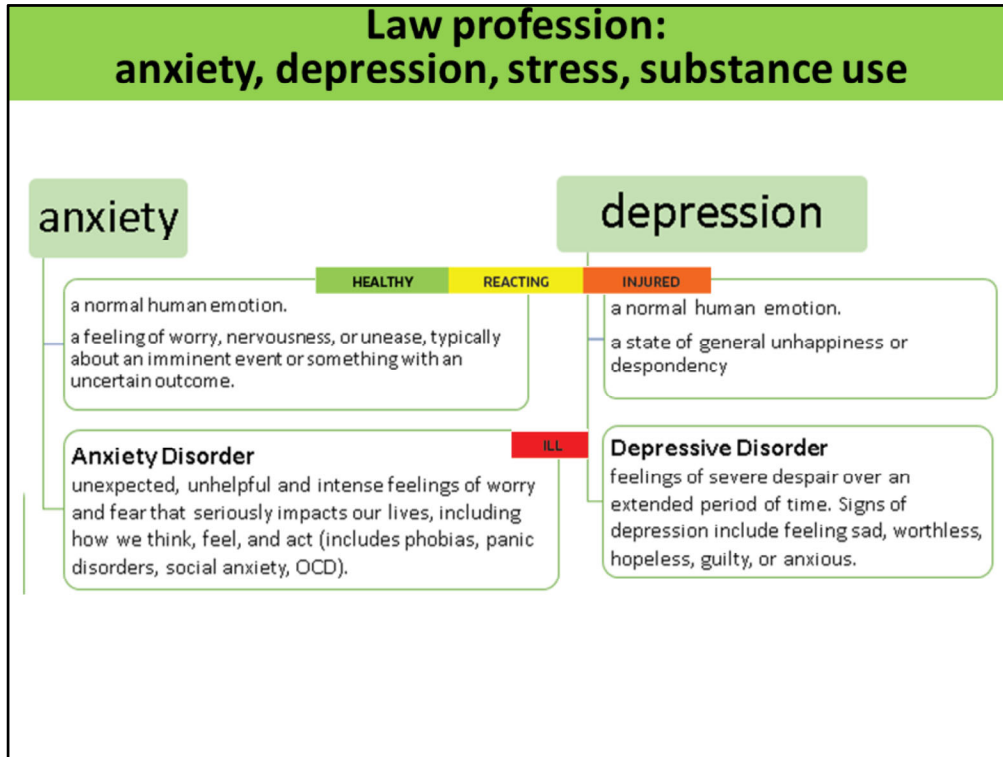 Law profession:
anxiety, depression, stress, substance use
anxiety
depression
HEALTHY REACTING INJURED
a normal human emotion.
a feeling of worry, nervousness, or unease, typically
about an imminent event or something with an
uncertain outcome.
a normal human emotion.
a state of general unhappiness or
despondency
ILL
Anxiety Disorder
unexpected, unhelpful and intense feelings of worry
and fear that seriously impacts our lives, including
how we think, feel, and act (includes phobias, panic
disorders, social anxiety, OCD).
Depressive Disorder
feelings of severe despair over an
extended period of time. Signs of
depression include feeling sad, worthless,
hopeless, guilty, or anxious.